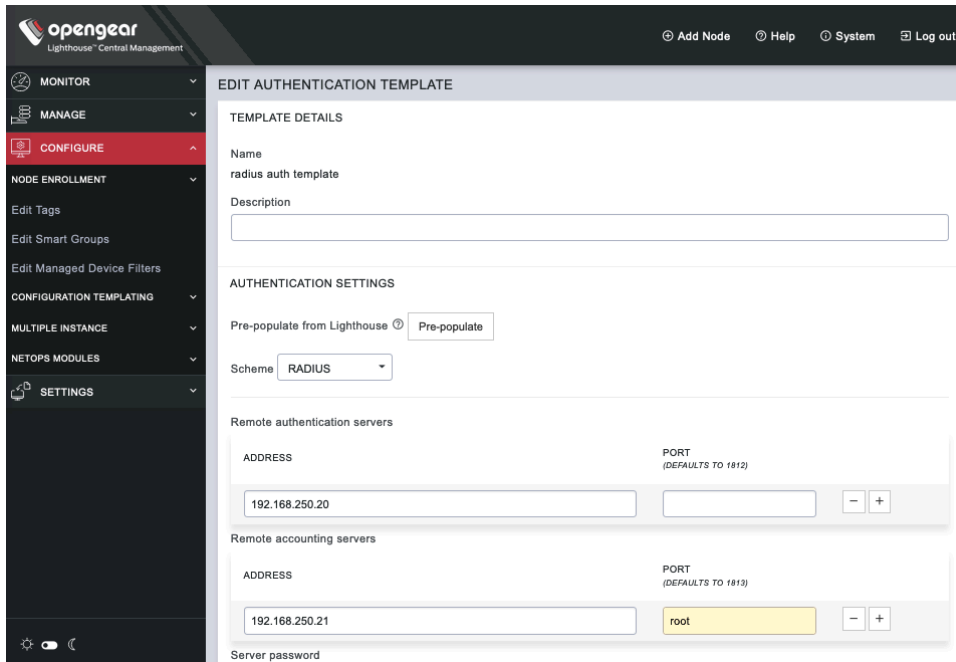 opengear
Lighthouse™ Central Management
Add Node
Help
System
Log out
MONITOR
MANAGE
CONFIGURE
NODE ENROLLMENT
Edit Tags
Edit Smart Groups
Edit Managed Device Filters
CONFIGURATION TEMPLATING
MULTIPLE INSTANCE
NETOPS MODULES
SETTINGS
EDIT AUTHENTICATION TEMPLATE
TEMPLATE DETAILS
Name
radius auth template
Description
AUTHENTICATION SETTINGS
Pre-populate from Lighthouse Pre-populate
Scheme RADIUS
Remote authentication servers
ADDRESS PORT
(DEFAULTS TO 1812)
192.168.250.20
Remote accounting servers
ADDRESS PORT
(DEFAULTS TO 1813)
192.168.250.21 root
Server password